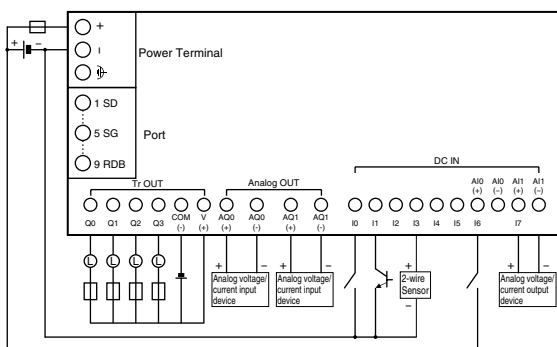 +
+ −
−
Power Terminal
1 SD
5 SG
9 RDB
Port
Tr OUT
Analog OUT
DC IN
Q0 Q1 Q2 Q3 COM (-) V (+)
AQ0 (+) AQ0 (-) AQ1 (+) AQ1 (-)
I0 I1 I2 I3 I4 I5 I6 I7
AI0 (+) AI0 (-) AI1 (+) AI1 (-)
L L L L
+ −
Analog voltage/
current input
device
+ −
Analog voltage/
current input
device
+
2-wire
Sensor
−
+ −
Analog voltage/
current output
device